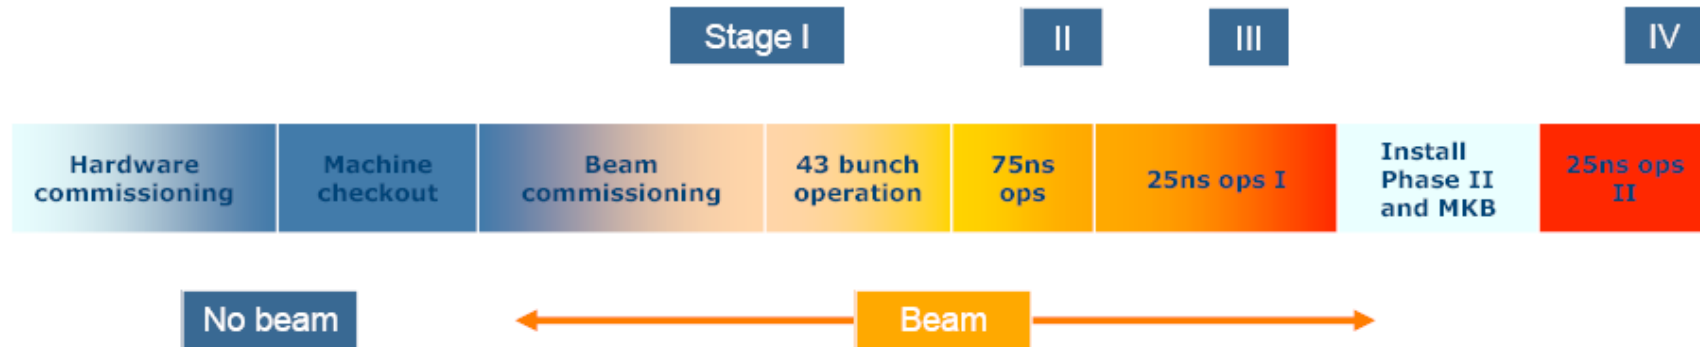 Stage I
II
III
IV
Hardware
commissioning
Machine
checkout
Beam
commissioning
43 bunch
operation
75ns
ops
25ns ops I
Install
Phase II
and MKB
25ns ops
II
No beam
Beam